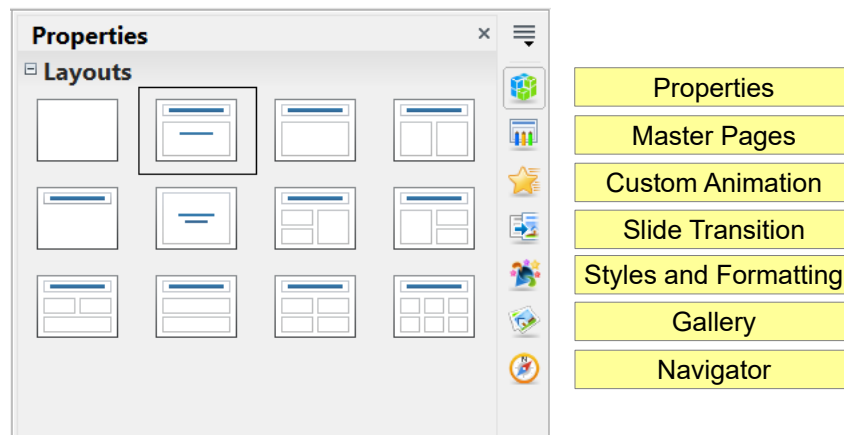 Properties
Layouts
Properties
Master Pages
Custom Animation
Slide Transition
Styles and Formatting
Gallery
Navigator